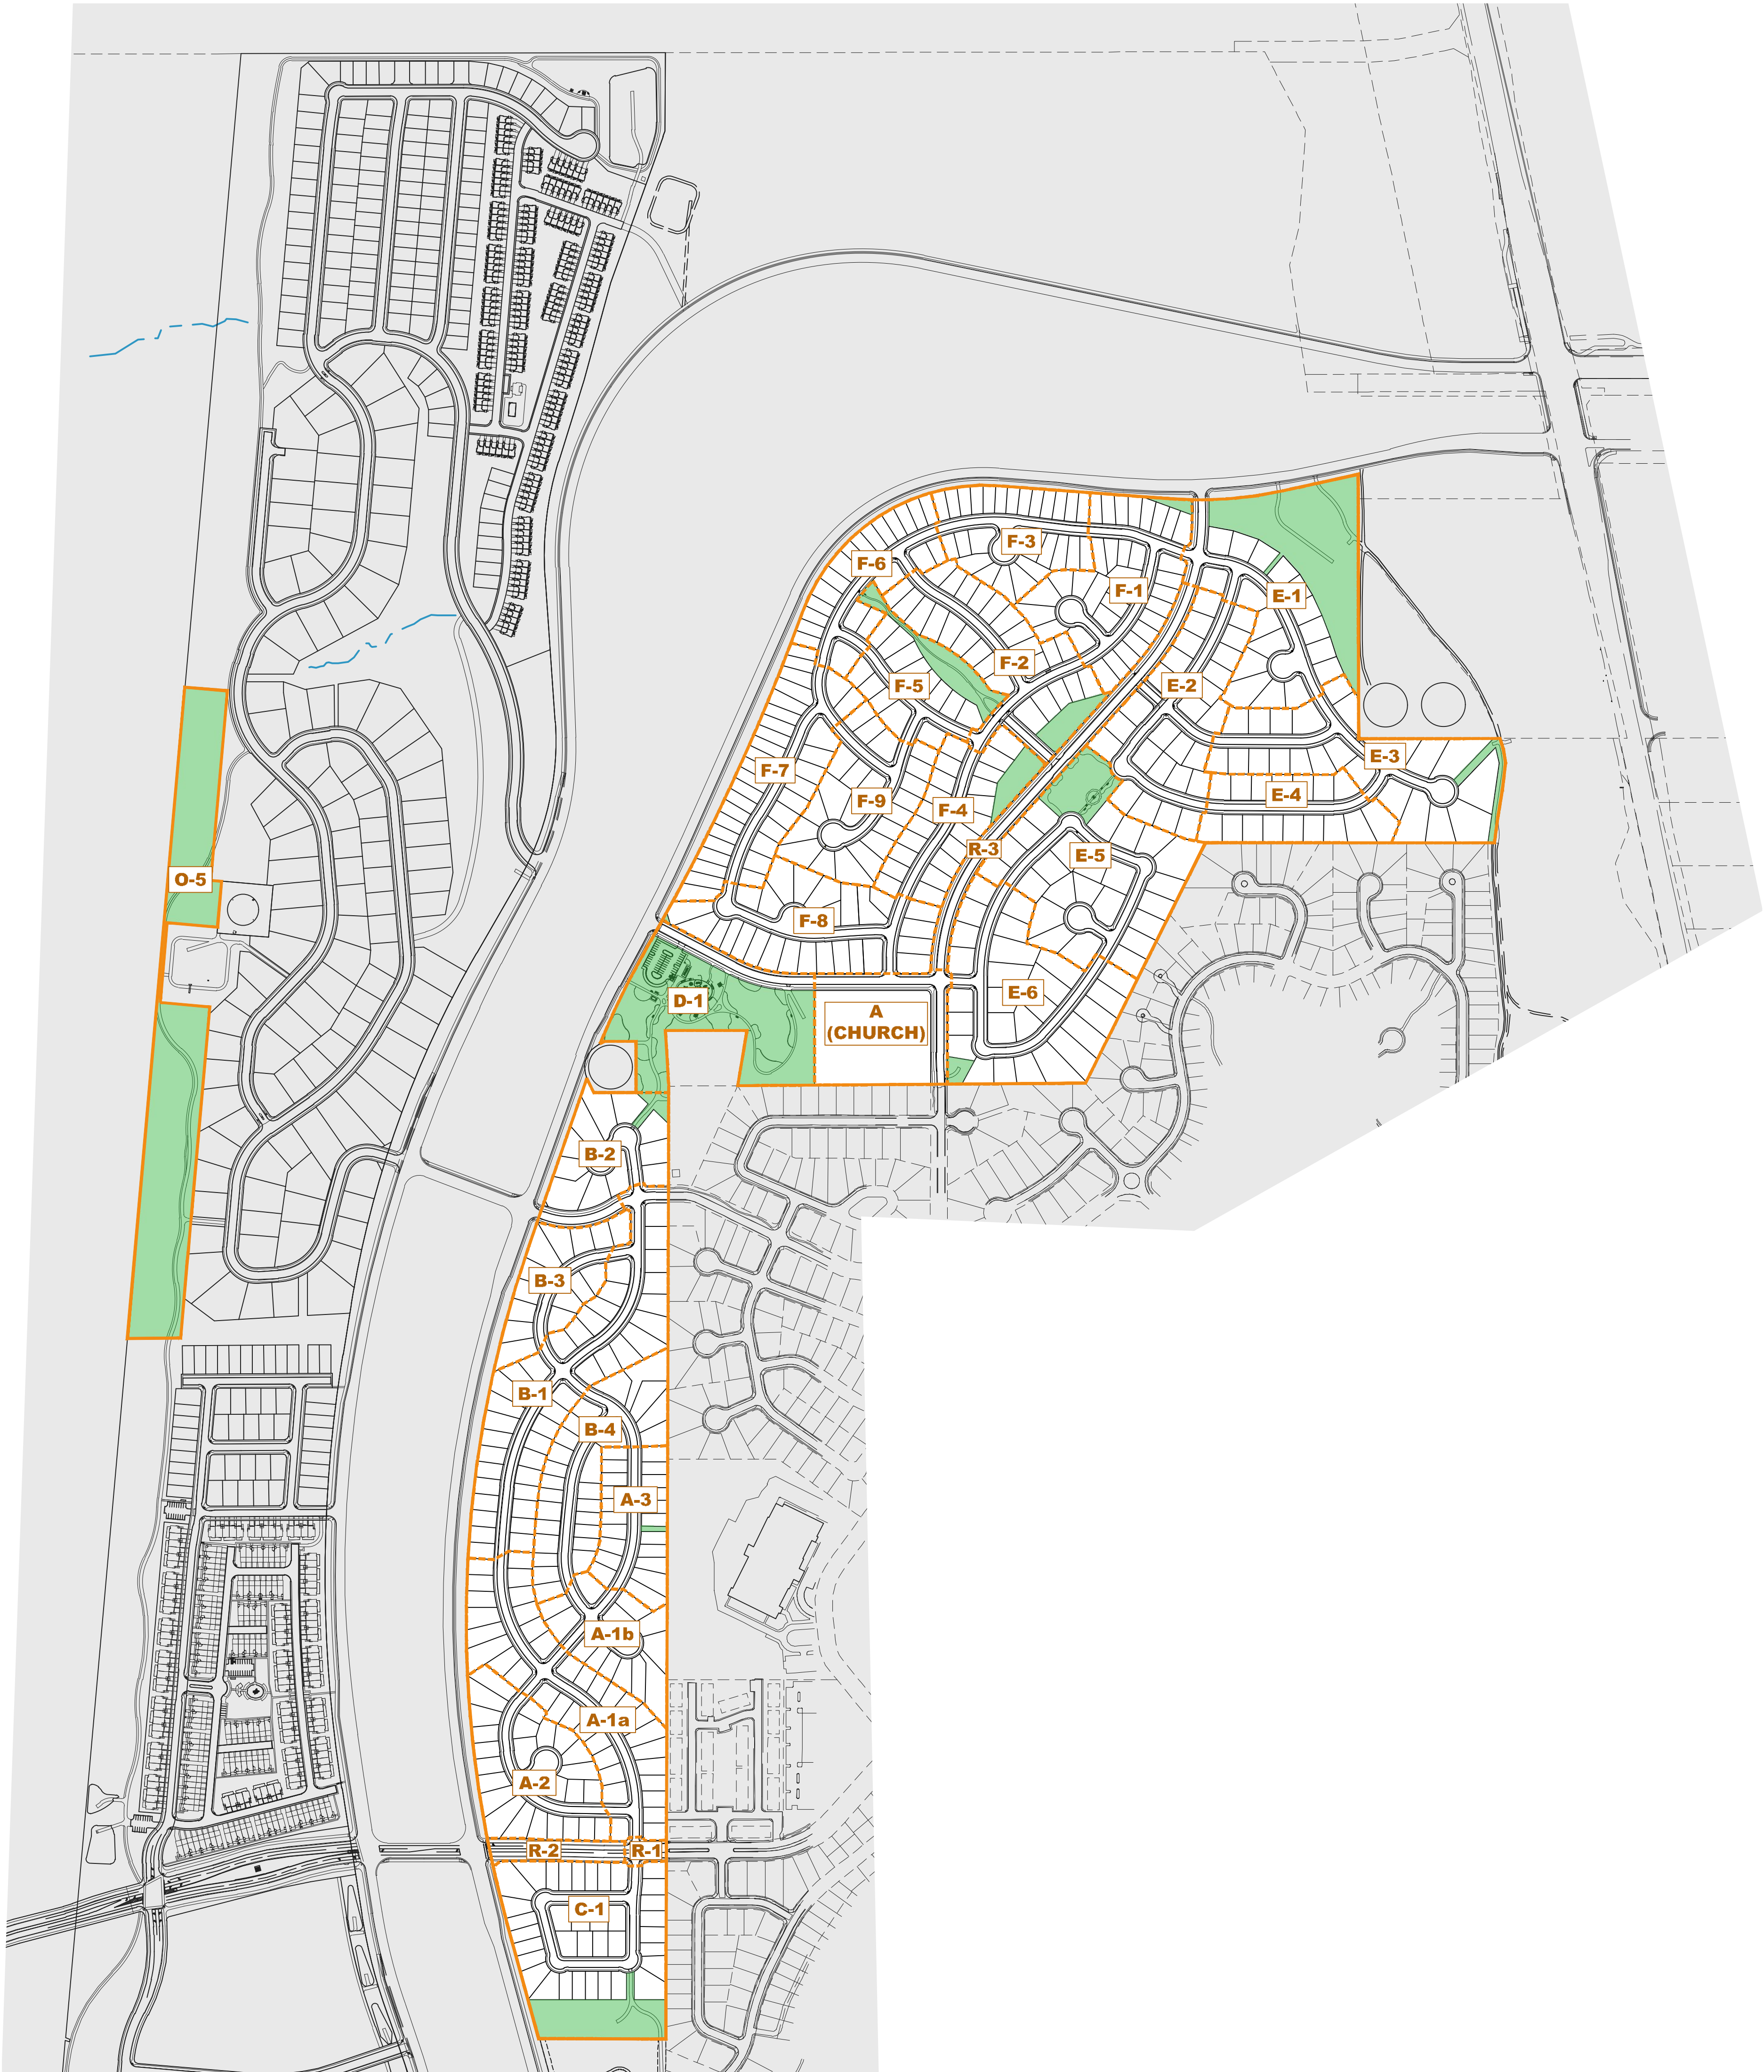 F-3
F-6
F-1
E-1
F-2
F-5
E-2
E-3
F-7
E-4
F-9
F-4
R-3
E-5
O-5
F-8
E-6
D-1
A
(CHURCH)
B-2
B-3
B-1
B-4
A-3
A-1b
A-1a
A-2
R-2
R-1
C-1